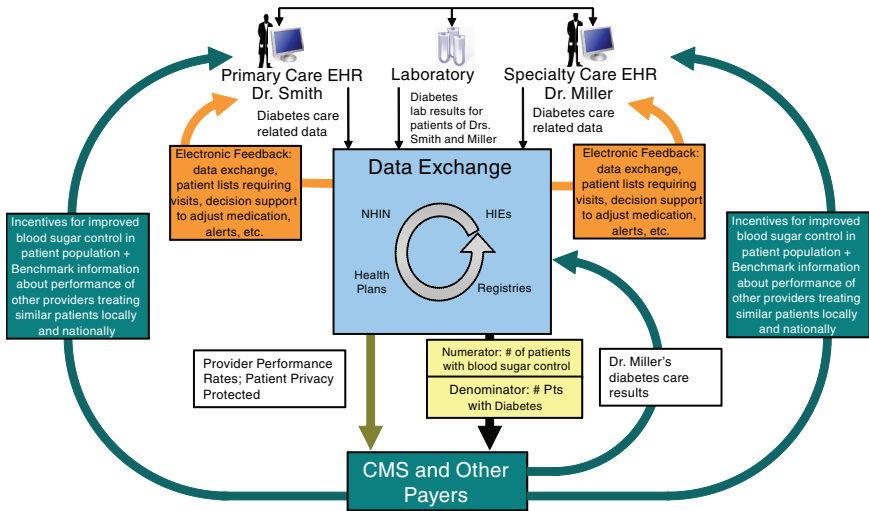 Primary Care EHR
Dr. Smith
Laboratory
Specialty Care EHR
Dr. Miller
Diabetes care
related data
Diabetes
lab results for
patients of Drs.
Smith and Miller
Diabetes care
related data
Electronic Feedback:
data exchange,
patient lists requiring
visits, decision support
to adjust medication,
alerts, etc.
Data Exchange
NHIN
HIEs
Health
Plans
Registries
Electronic Feedback:
data exchange,
patient lists requiring
visits, decision support
to adjust medication,
alerts, etc.
Incentives for improved
blood sugar control in
patient population +
Benchmark information
about performance of
other providers treating
similar patients locally
and nationally
Incentives for improved
blood sugar control in
patient population +
Benchmark information
about performance of
other providers treating
similar patients locally
and nationally
Provider Performance
Rates; Patient Privacy
Protected
Numerator: # of patients
with blood sugar control
Denominator: # Pts
with Diabetes
Dr. Miller's
diabetes care
results
CMS and Other
Payers